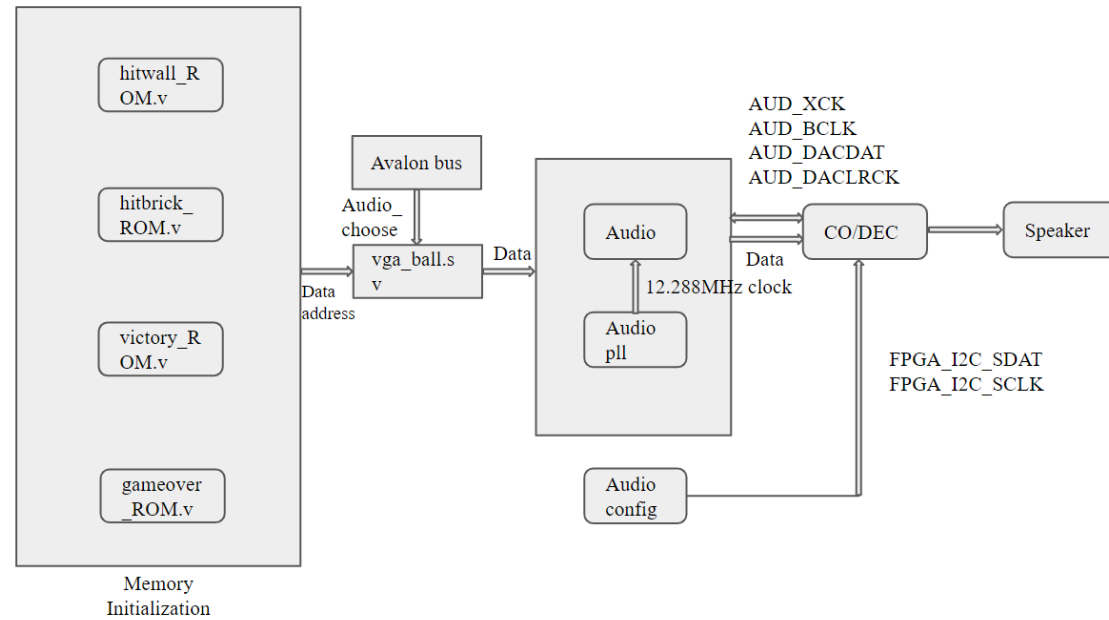 hitwall_R
OM.v
hitbrick_
ROM.v
victory_R
OM.v
gameover
_ROM.v
Memory
Initialization
Data
address
Avalon bus
Audio_
choose
vga_ball.s
v
Data
Audio
12.288MHz clock
Audio
pll
Audio
config
AUD_XCK
AUD_BCLK
AUD_DACDAT
AUD_DACLRCK
Data
CO/DEC
FPGA_I2C_SDAT
FPGA_I2C_SCLK
Speaker